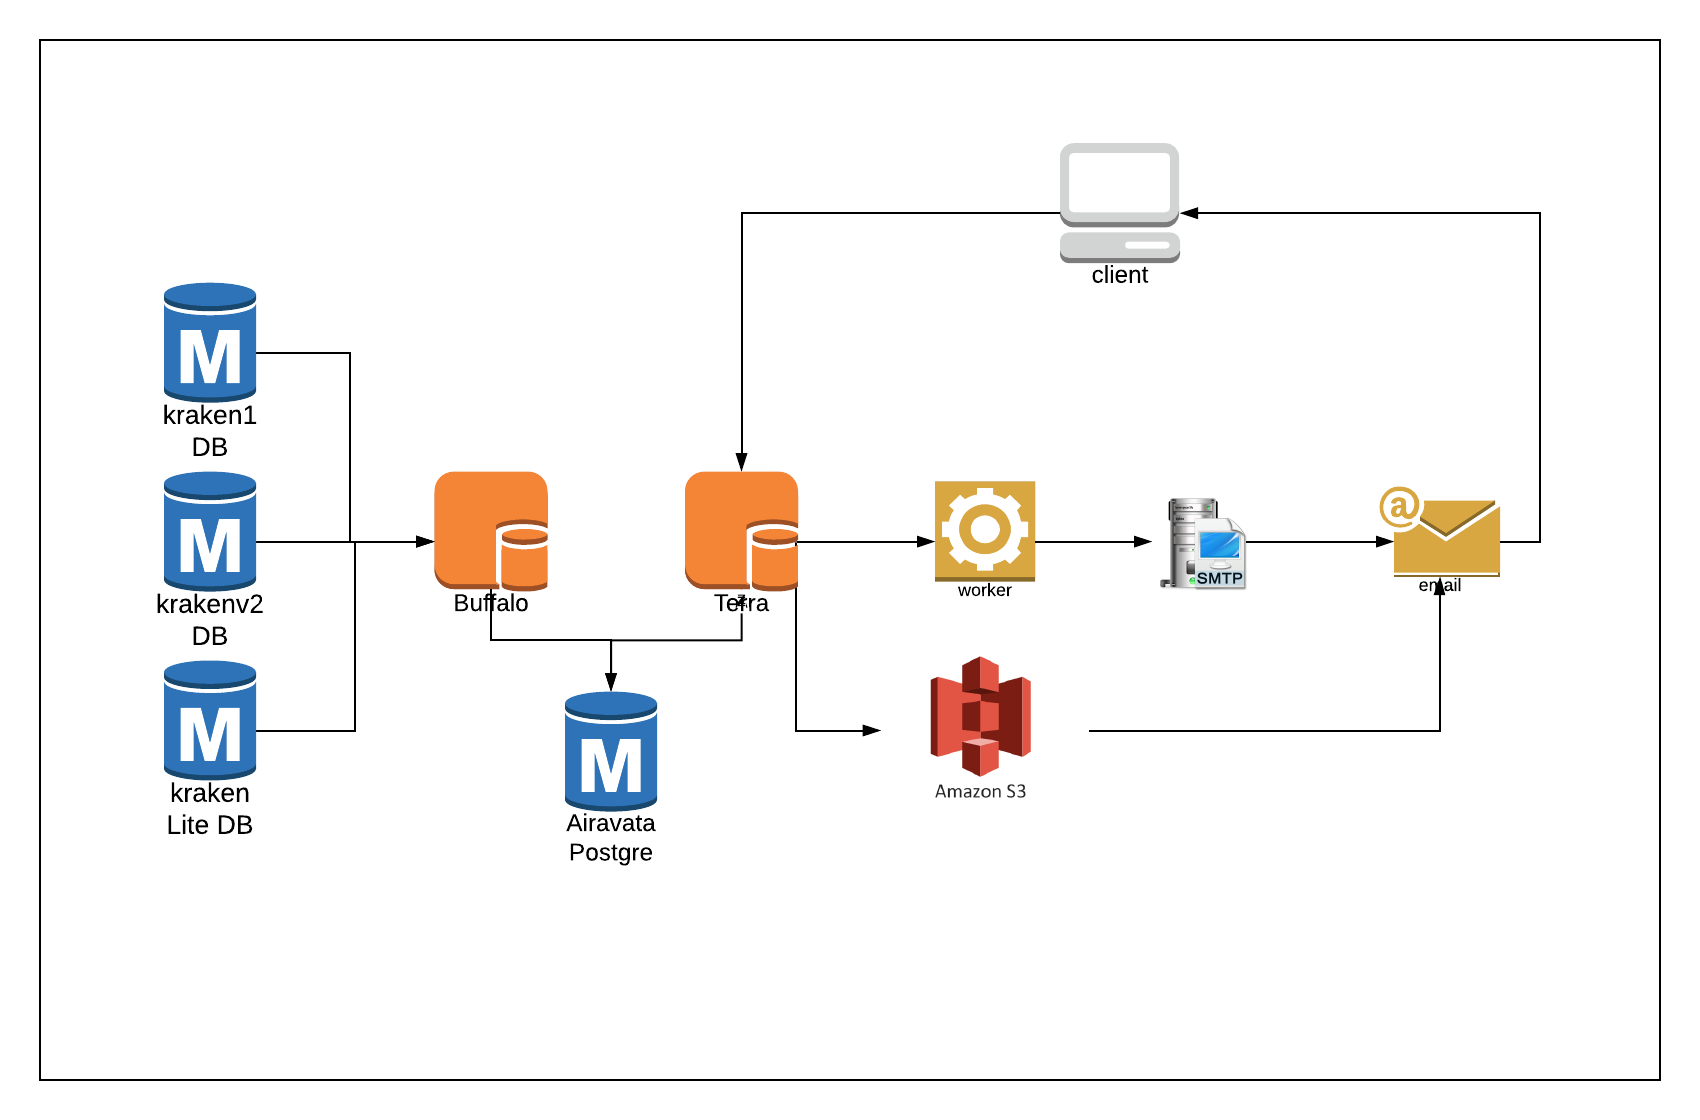 client
M
kraken1
DB
M
krakenv2
DB
M
kraken
Lite DB
Buffalo
Terra
M
Airavata
Postgre
worker
SMTP
@
email
Amazon S3